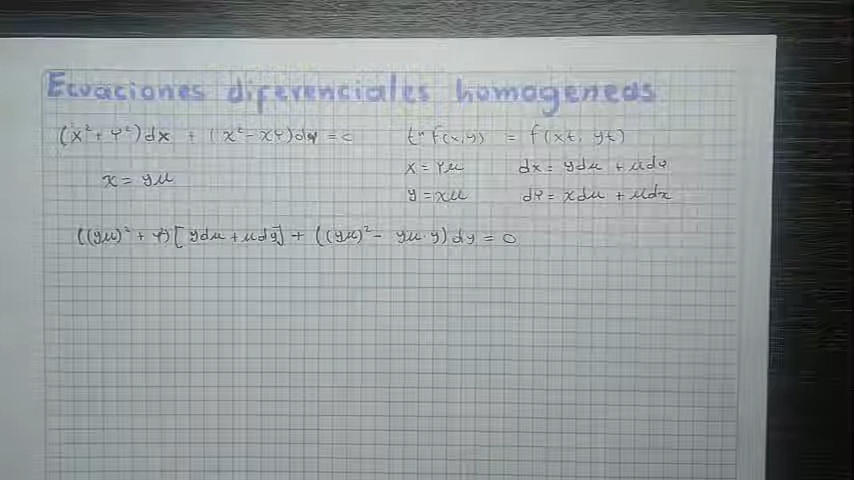 Ecuaciones diferenciales homogeneas
(x² + y²)dx + (x² - xy)dy = 0
tⁿ f(x,y) = f(xt, yt)
x = yu dx = ydu + udy
x = yu
y = xu dy = xdu + udx
((yu)² + y²)[ydu + udy] + ((yu)² - yu·y)dy = 0